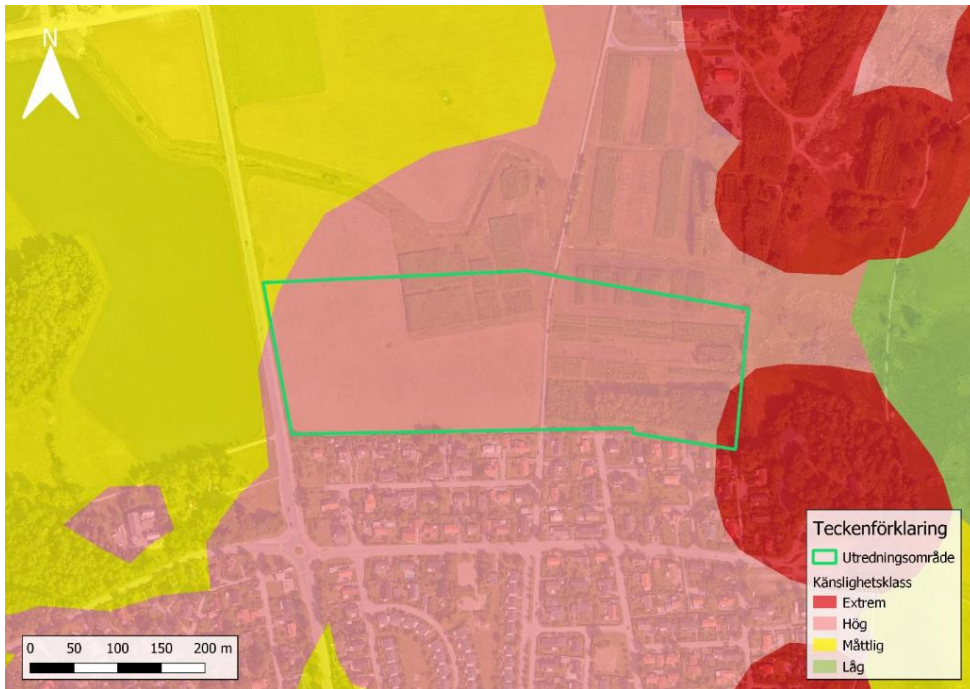 N
Teckenförklaring
Utredningsområde
Känslighetsklass
Extrem
Hög
Måttlig
Låg
0 50 100 150 200 m